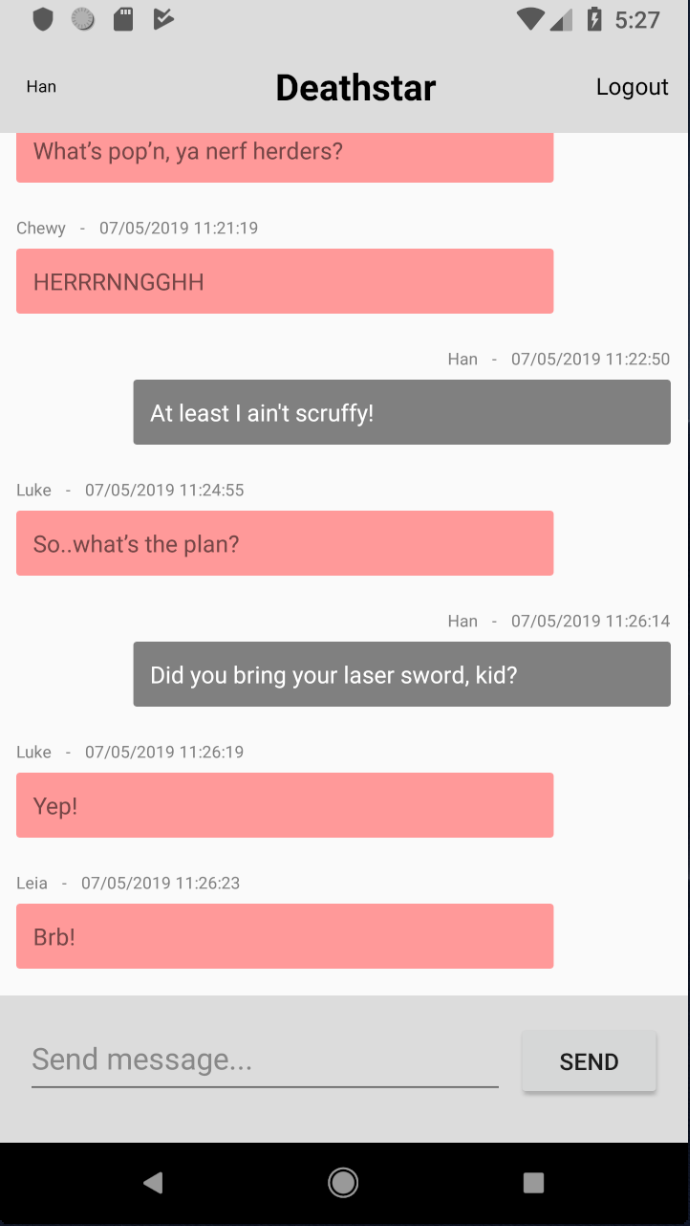 5:27
Han Deathstar Logout
What’s pop’n, ya nerf herders?
Chewy - 07/05/2019 11:21:19
HERRRNNGGHH
Han - 07/05/2019 11:22:50
At least I ain't scruffy!
Luke - 07/05/2019 11:24:55
So..what’s the plan?
Han - 07/05/2019 11:26:14
Did you bring your laser sword, kid?
Luke - 07/05/2019 11:26:19
Yep!
Leia - 07/05/2019 11:26:23
Brb!
Send message... SEND